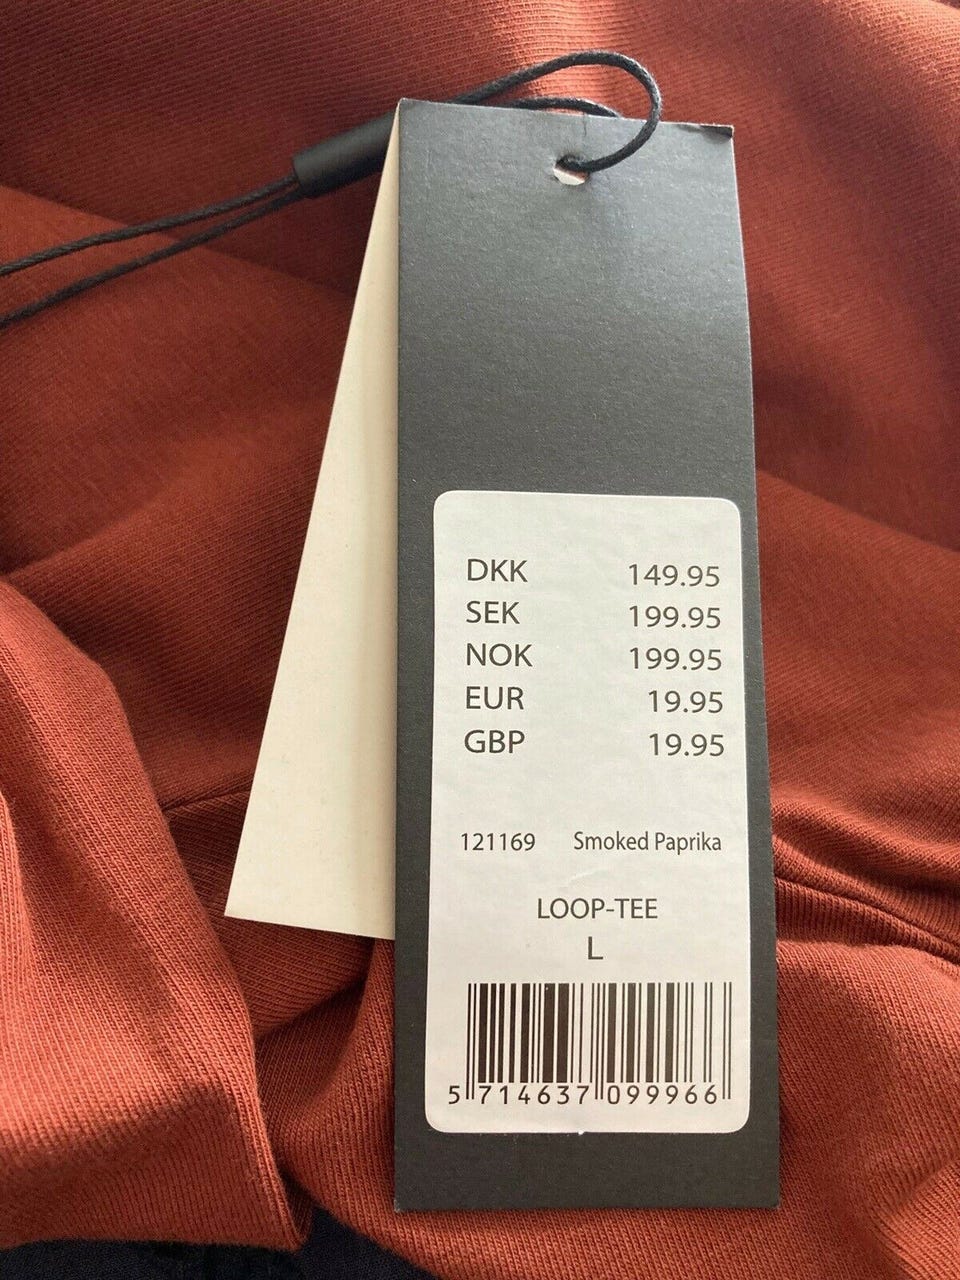 DKK 149.95
SEK 199.95
NOK 199.95
EUR 19.95
GBP 19.95
121169 Smoked Paprika
LOOP-TEE
L
5 714637 099966